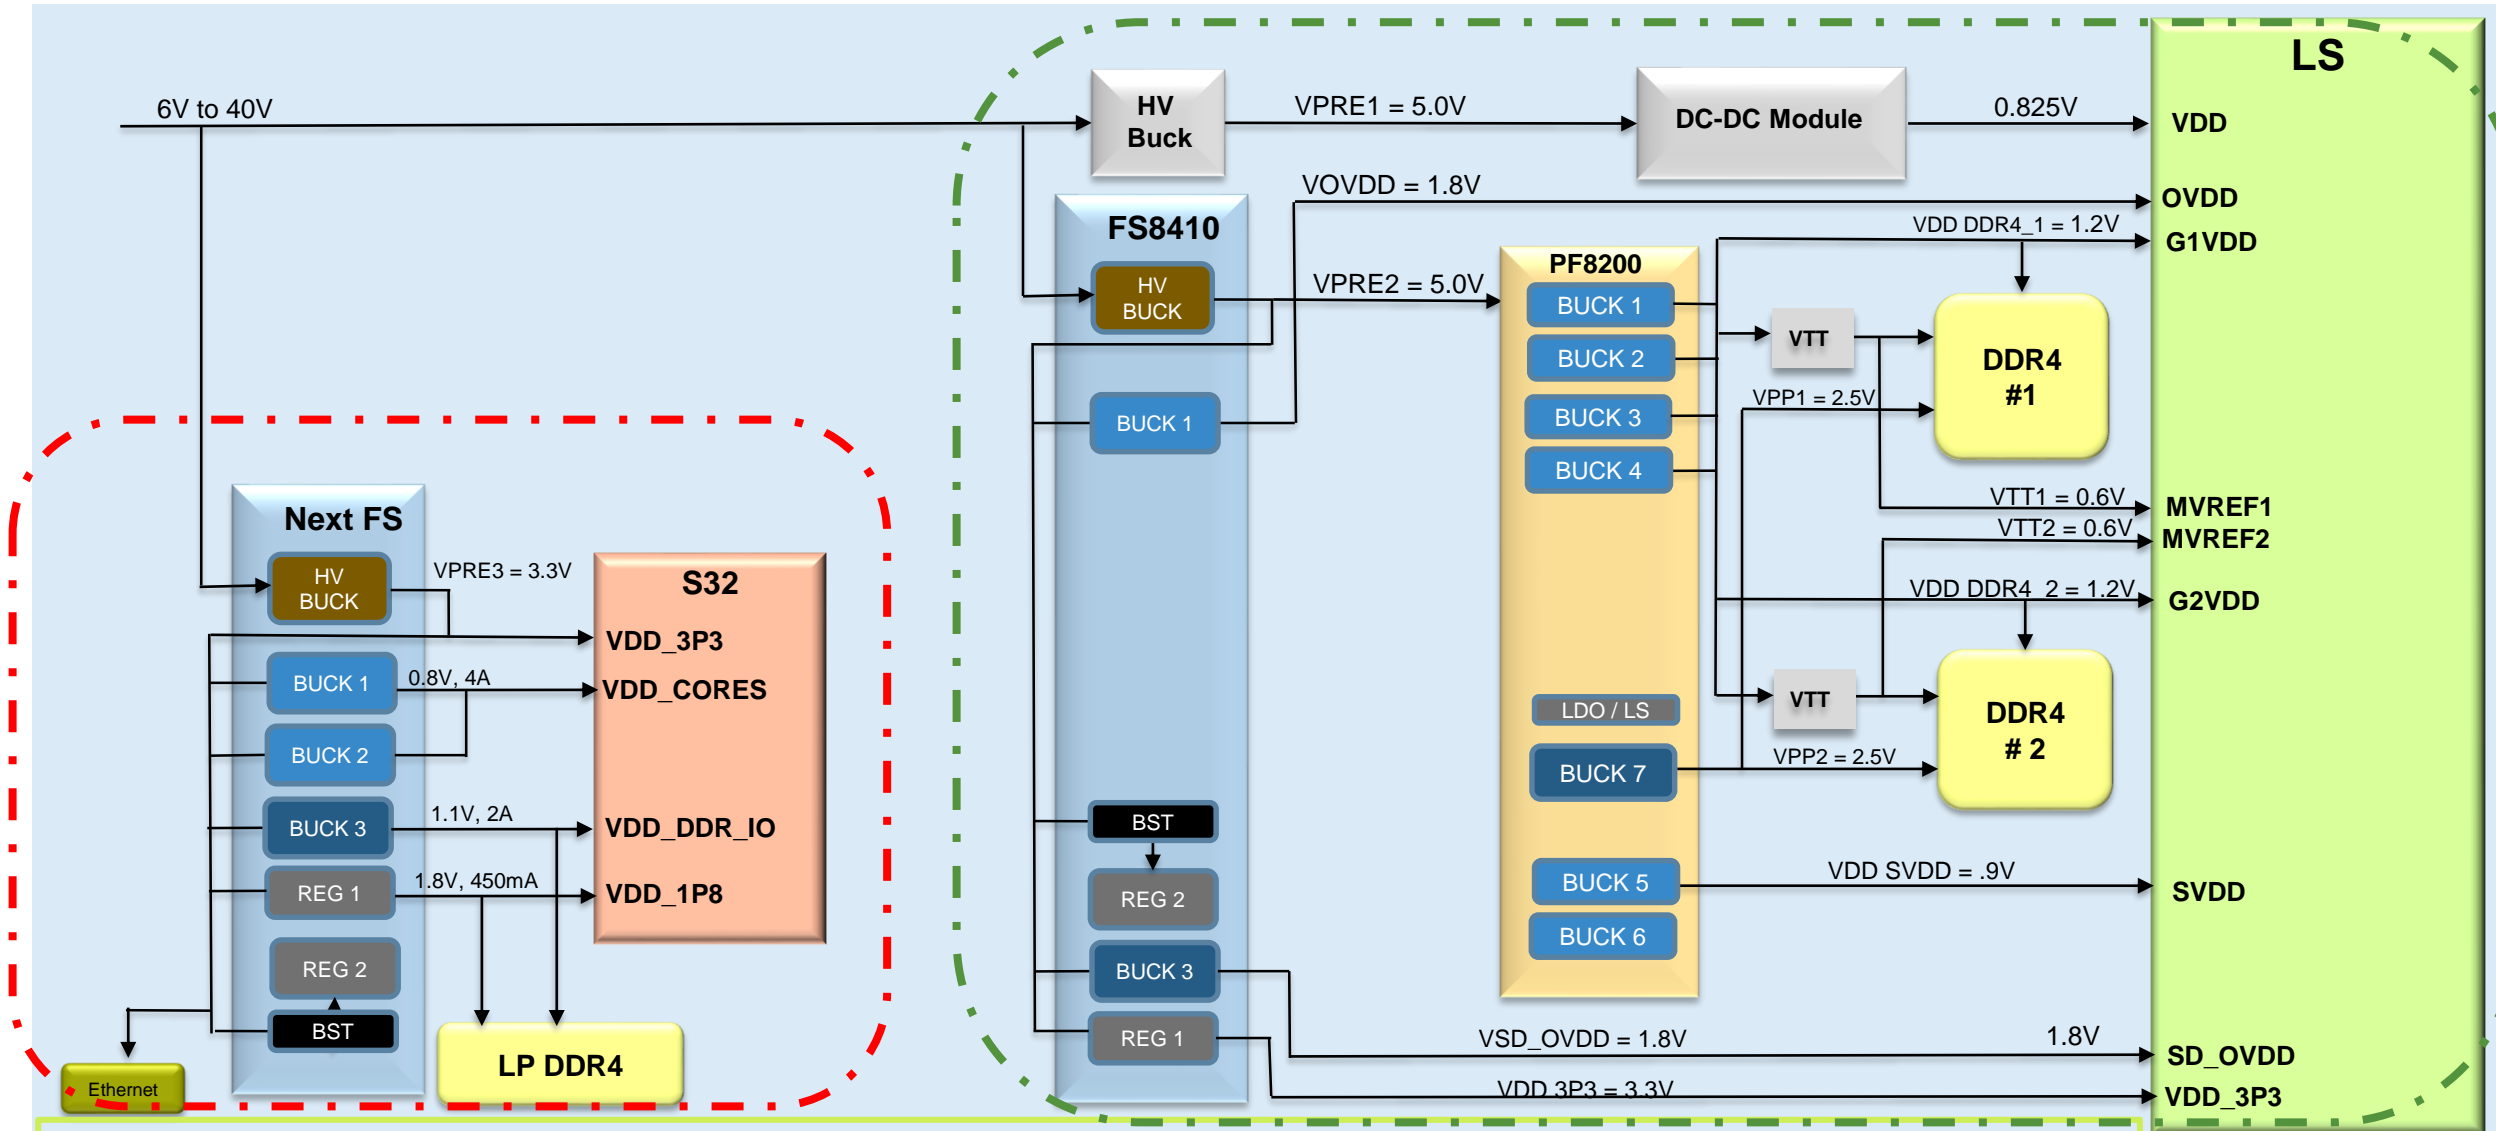 LS
6V to 40V
HV
Buck
VPRE1 = 5.0V
DC-DC Module
0.825V
VDD
VOVDD = 1.8V
OVDD
FS8410
VDD DDR4_1 = 1.2V
G1VDD
HV
BUCK
VPRE2 = 5.0V
PF8200
BUCK 1
BUCK 2
BUCK 3
BUCK 4
VTT
DDR4
#1
VPP1 = 2.5V
BUCK 1
VTT1 = 0.6V
MVREF1
VTT2 = 0.6V
MVREF2
VDD DDR4_2 = 1.2V
G2VDD
Next FS
HV
BUCK
VPRE3 = 3.3V
S32
VDD_3P3
BUCK 1
0.8V, 4A
VDD_CORES
BUCK 2
BUCK 3
1.1V, 2A
VDD_DDR_IO
REG 1
1.8V, 450mA
VDD_1P8
REG 2
BST
LP DDR4
Ethernet
LDO / LS
VTT
DDR4
# 2
BUCK 7
VPP2 = 2.5V
BST
REG 2
BUCK 5
VDD SVDD = .9V
SVDD
BUCK 6
BUCK 3
REG 1
VSD_OVDD = 1.8V
1.8V
SD_OVDD
VDD 3P3 = 3.3V
VDD_3P3